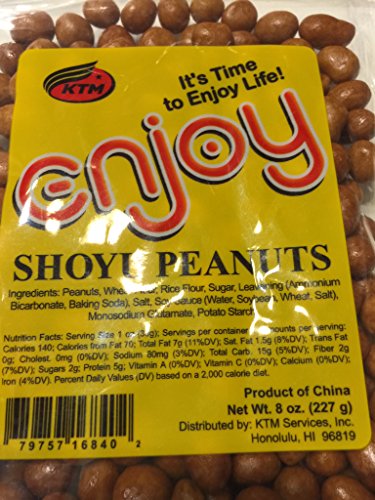 KTM
It's Time
to Enjoy Life!
enjoy
SHOYU PEANUTS
Ingredients: Peanuts, Wheat Flour, Rice Flour, Sugar, Leavening (Ammonium
Bicarbonate, Baking Soda), Salt, Soy Sauce (Water, Soybean, Wheat, Salt),
Monosodium Glutamate, Potato Starch
Nutrition Facts: Serving Size 1 oz Servings per container Amounts per serving:
Calories 140; Calories from Fat 70; Total Fat 7g (11%DV); Sat. Fat 1.5g (8%DV); Trans Fat
0g; Cholest. 0mg (0%DV); Sodium 80mg (3%DV); Total Carb. 15g (5%DV); Fiber 2g
(7%DV); Sugars 2g; Protein 5g; Vitamin A (0%DV); Vitamin C (0%DV); Calcium (0%DV);
Iron (4%DV). Percent Daily Values (DV) based on a 2,000 calorie diet.
Product of China
Net Wt. 8 oz. (227 g)
Distributed by: KTM Services, Inc.
Honolulu, HI 96819
79757 16840 2